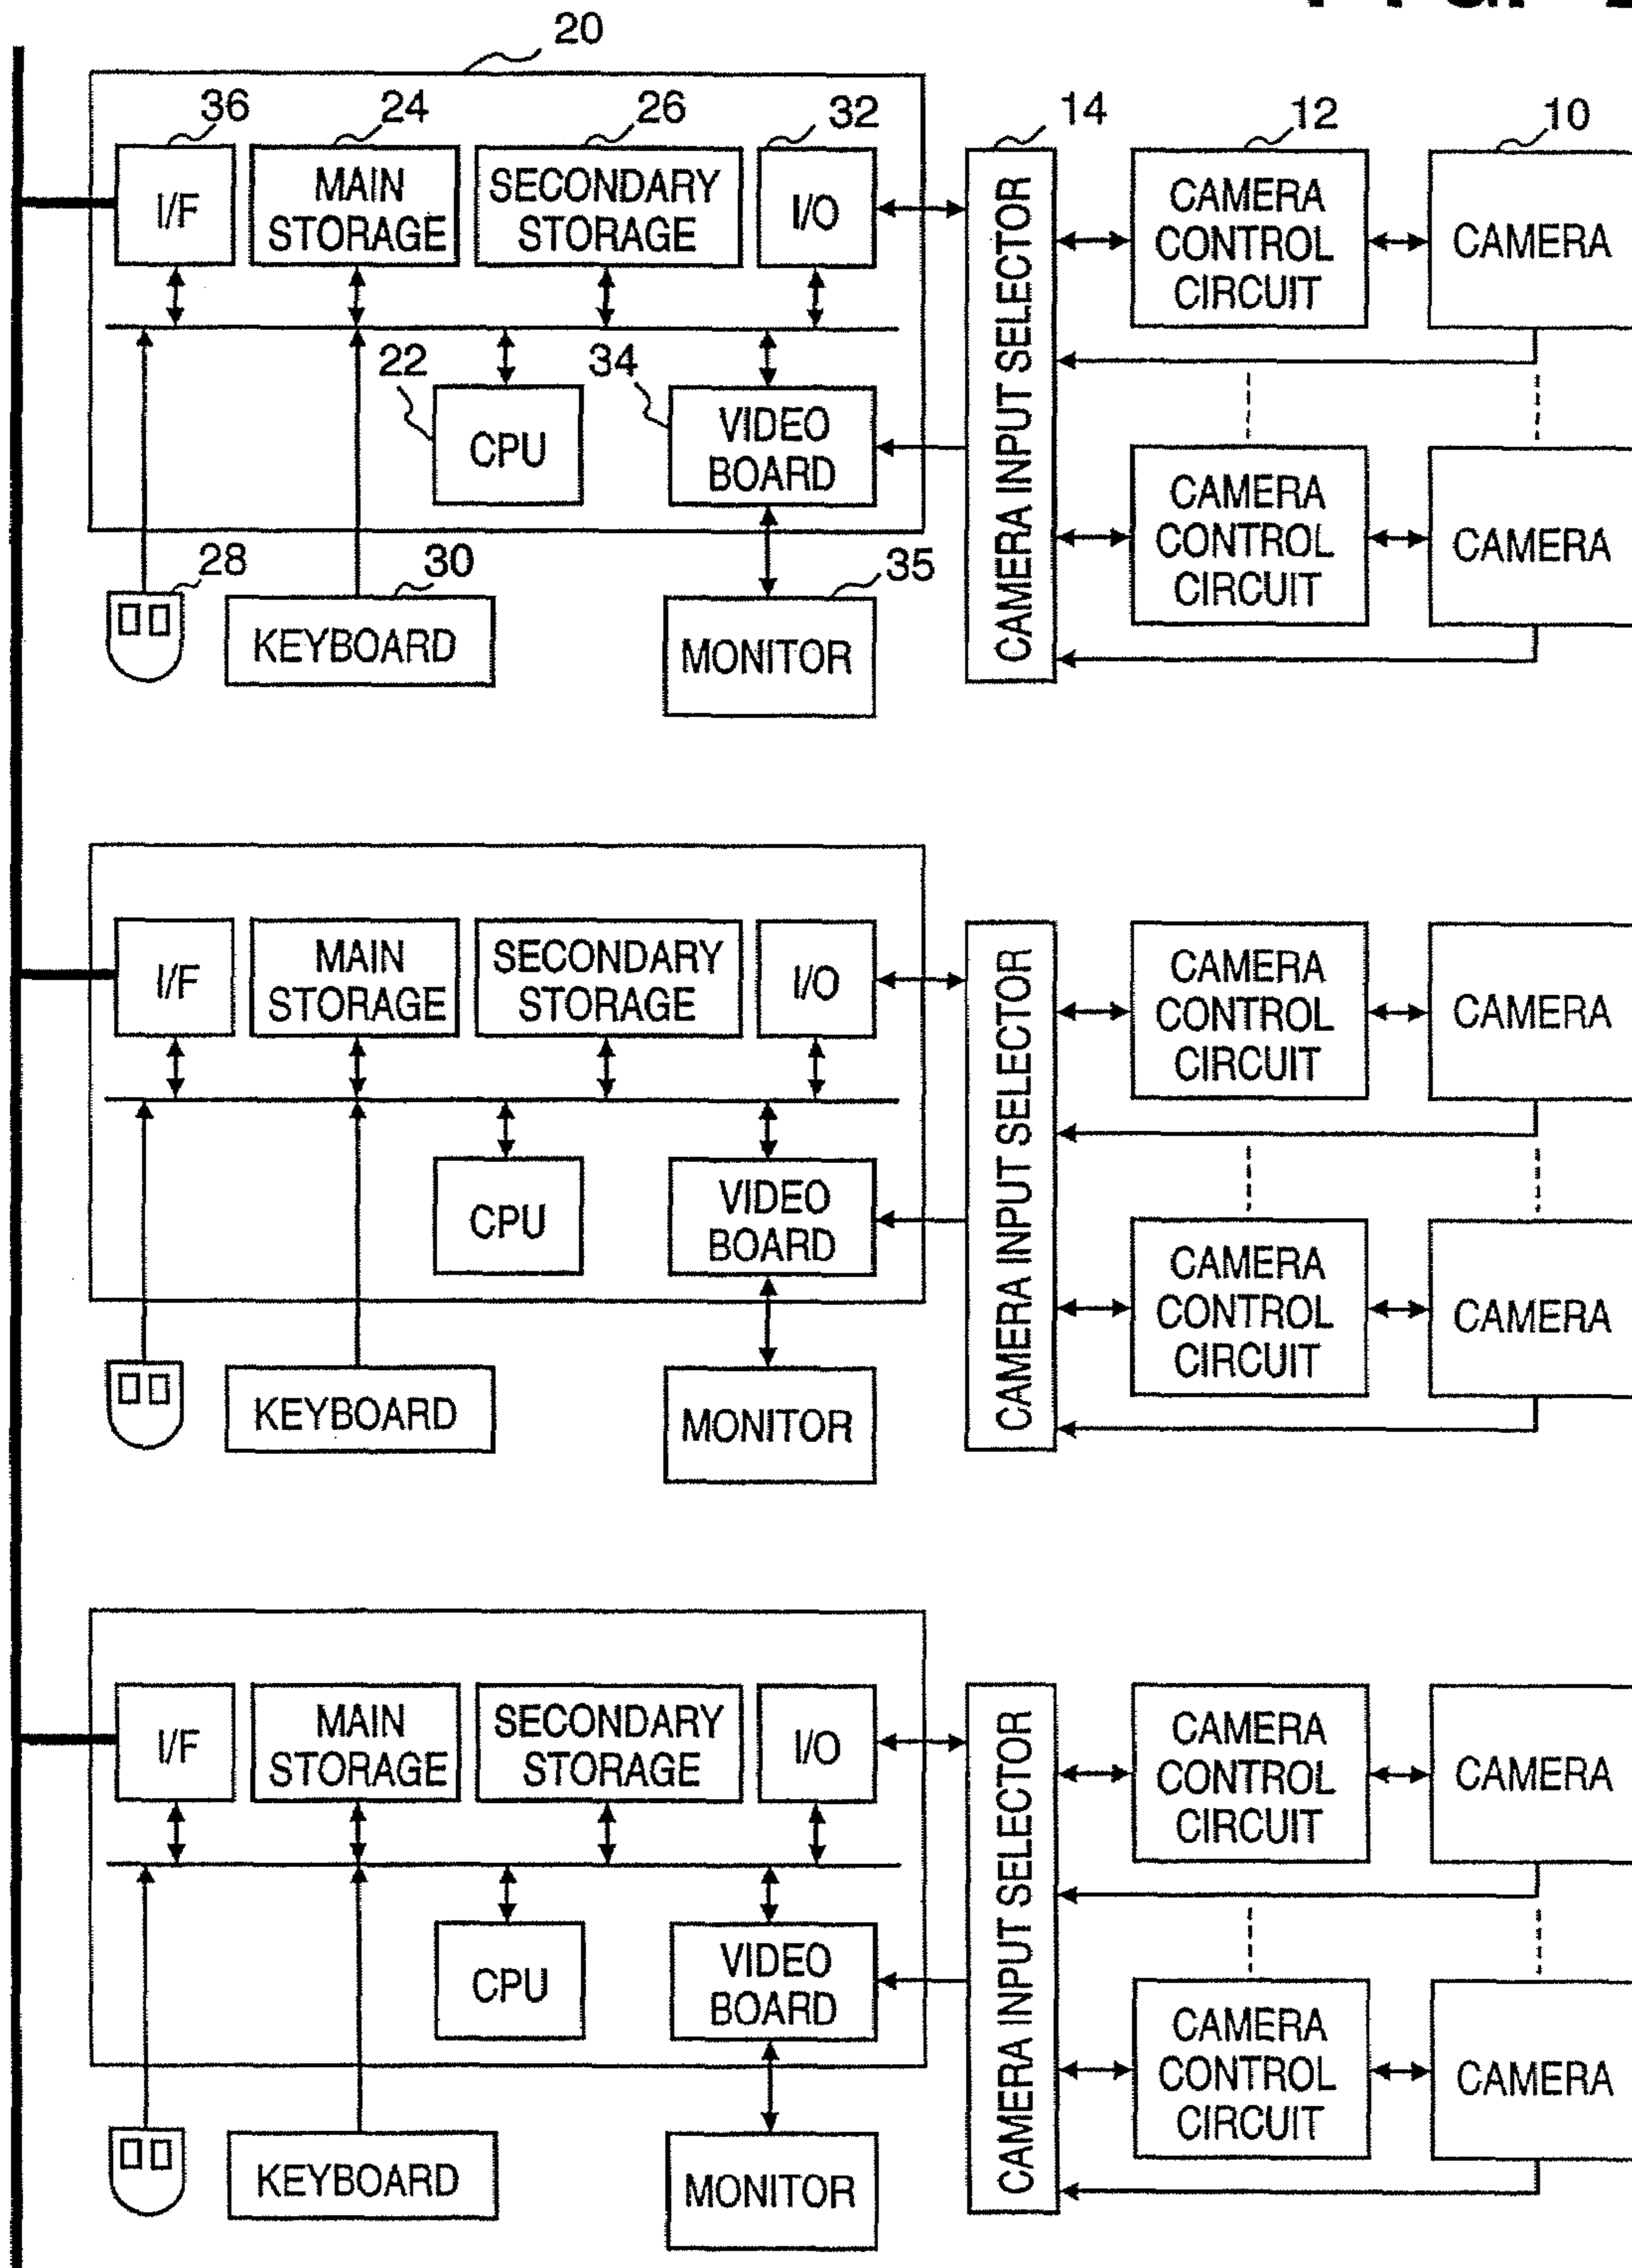 20
36
24
26
32
14
12
10
I/F
MAIN
STORAGE
SECONDARY
STORAGE
I/O
CAMERA INPUT SELECTOR
CAMERA
CONTROL
CIRCUIT
CAMERA
22
34
CPU
VIDEO
BOARD
CAMERA
CONTROL
CIRCUIT
CAMERA
28
30
35
KEYBOARD
MONITOR
I/F
MAIN
STORAGE
SECONDARY
STORAGE
I/O
CAMERA INPUT SELECTOR
CAMERA
CONTROL
CIRCUIT
CAMERA
CPU
VIDEO
BOARD
CAMERA
CONTROL
CIRCUIT
CAMERA
KEYBOARD
MONITOR
I/F
MAIN
STORAGE
SECONDARY
STORAGE
I/O
CAMERA INPUT SELECTOR
CAMERA
CONTROL
CIRCUIT
CAMERA
CPU
VIDEO
BOARD
CAMERA
CONTROL
CIRCUIT
CAMERA
KEYBOARD
MONITOR